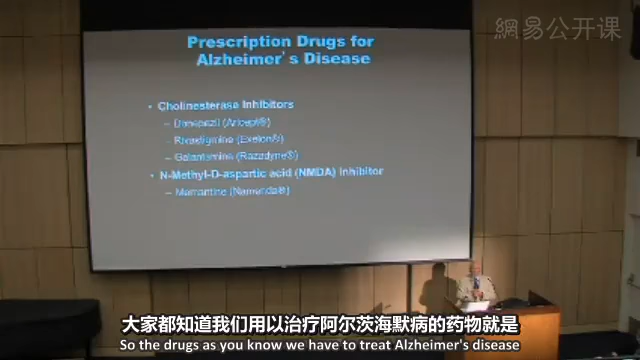 網易公开课
Prescription Drugs for
Alzheimer's Disease
• Cholinesterase Inhibitors
– Donepezil (Aricept®)
– Rivastigmine (Exelon®)
– Galantamine (Razadyne®)
• N-Methyl-D-aspartic acid (NMDA) inhibitor
– Memantine (Namenda®)
大家都知道我们用以治疗阿尔茨海默病的药物就是
So the drugs as you know we have to treat Alzheimer's disease